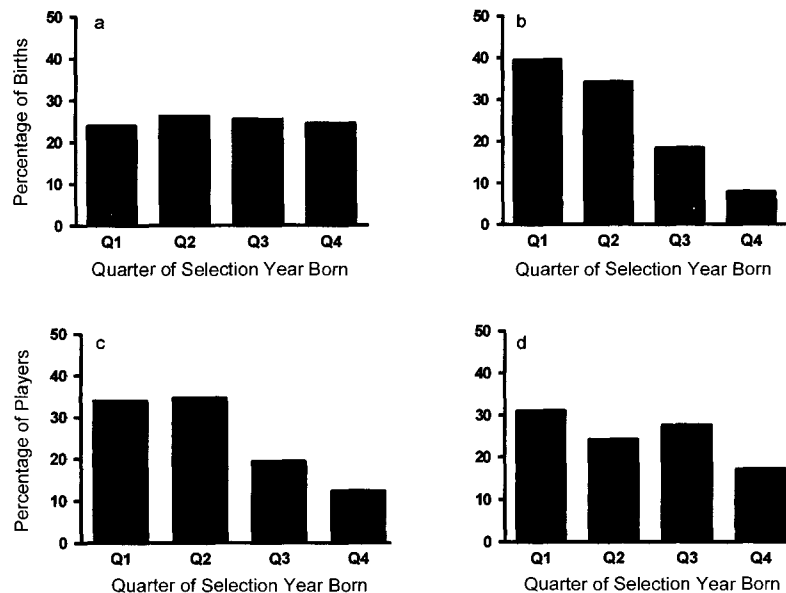 a
50
40
30
20
10
0
Percentage of Births
Q1 Q2 Q3 Q4
Quarter of Selection Year Born
b
50
40
30
20
10
0
Q1 Q2 Q3 Q4
Quarter of Selection Year Born
c
50
40
30
20
10
0
Percentage of Players
Q1 Q2 Q3 Q4
Quarter of Selection Year Born
d
50
40
30
20
10
0
Q1 Q2 Q3 Q4
Quarter of Selection Year Born